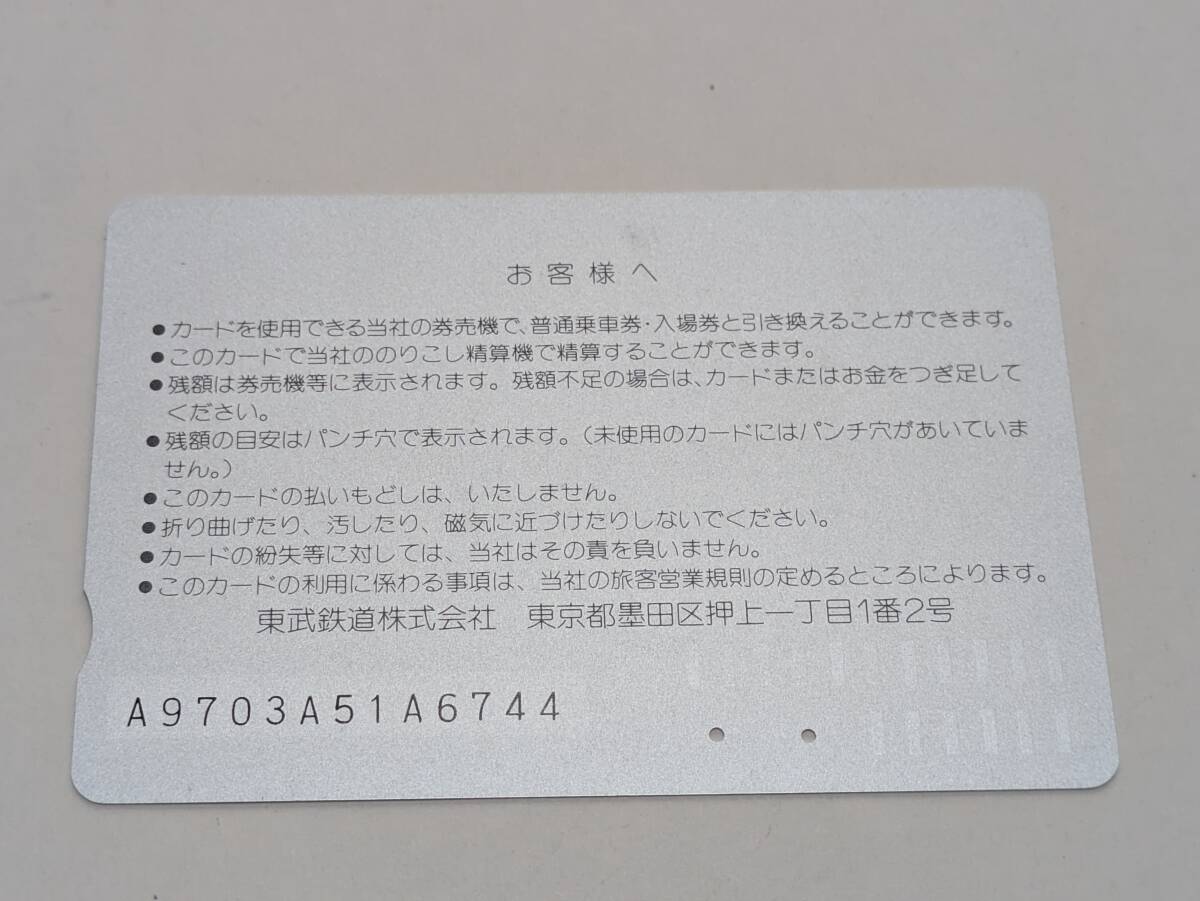 お客様へ
●カードを使用できる当社の券売機で、普通乗車券・入場券と引き換えることができます。
●このカードで当社ののりこし精算機で精算することができます。
●残額は券売機等に表示されます。残額不足の場合は、カードまたはお金をつぎ足して
ください。
●残額の目安はパンチ穴で表示されます。(未使用のカードにはパンチ穴があいていま
せん。)
●このカードの払いもどしは、いたしません。
●折り曲げたり、汚したり、磁気に近づけたりしないでください。
●カードの紛失等に対しては、当社はその責を負いません。
●このカードの利用に係わる事項は、当社の旅客営業規則の定めるところによります。
東武鉄道株式会社　東京都墨田区押上一丁目1番2号
A9703A51A6744